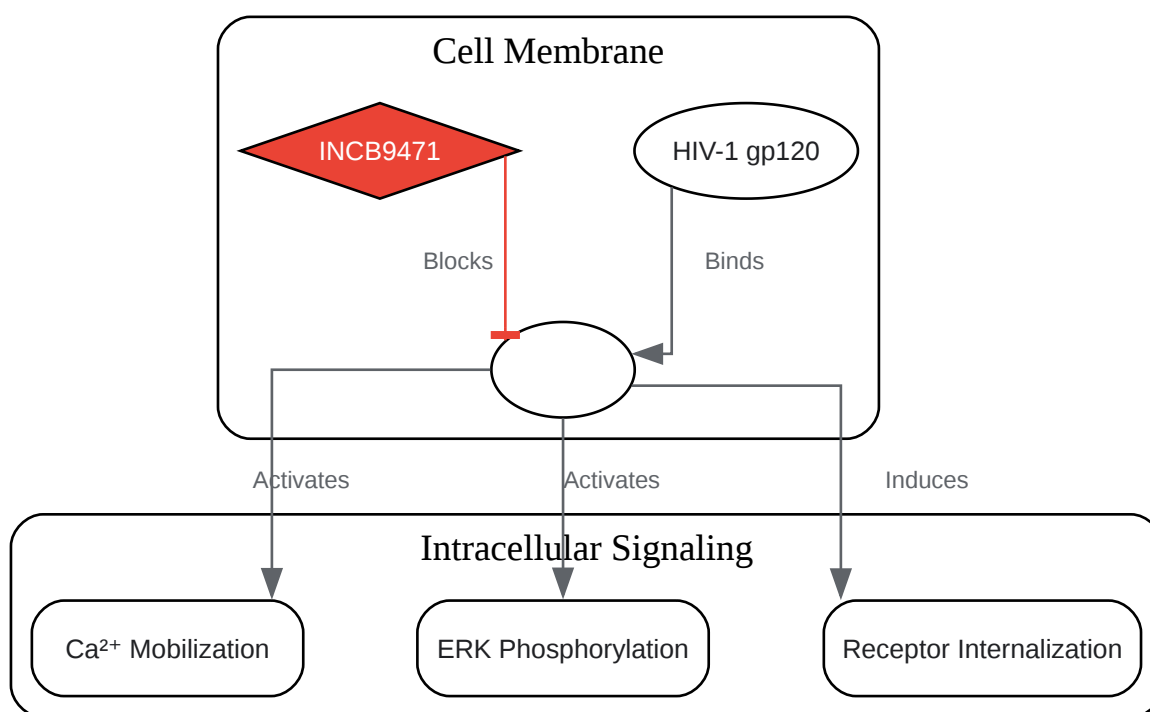 Cell Membrane
INCB9471
HIV-1 gp120
Blocks
Binds
Activates
Activates
Induces
Intracellular Signaling
Ca²⁺ Mobilization
ERK Phosphorylation
Receptor Internalization